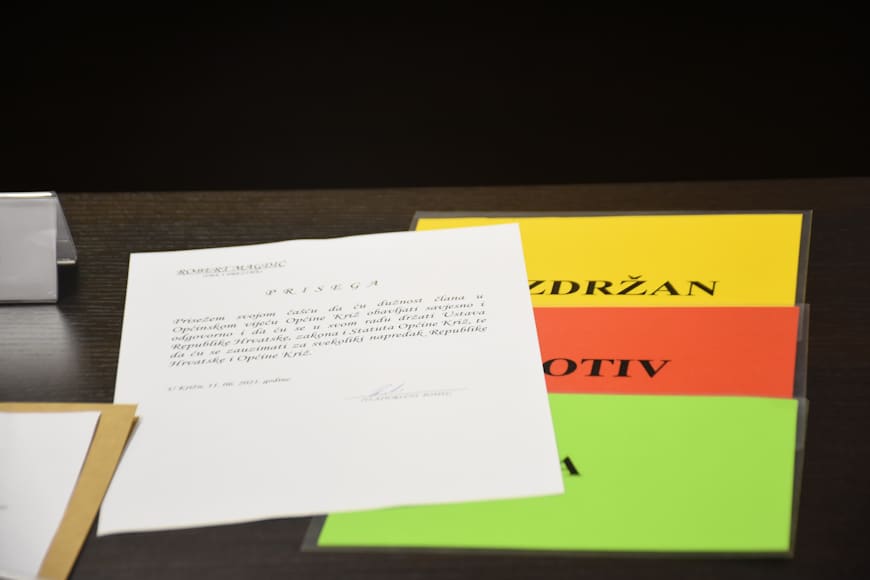 ROBERT MAGDIĆ
PRISEGA
Prisežem svojom čašću da ću dužnost člana u
Općinskom vijeću Općine Križ obavljati savjesno i
odgovorno i da ću se u svom radu držati Ustava
Republike Hrvatske, zakona i Statuta Općine Križ, te
da ću se zauzimati za svekoliki napredak Republike
Hrvatske i Općine Križ.
U Križu, 11. 06. 2021. godine
ZDRŽAN
OTIV
A